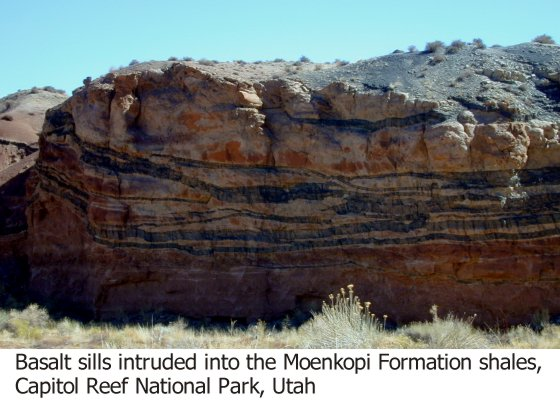 Basalt sills intruded into the Moenkopi Formation shales,
Capitol Reef National Park, Utah